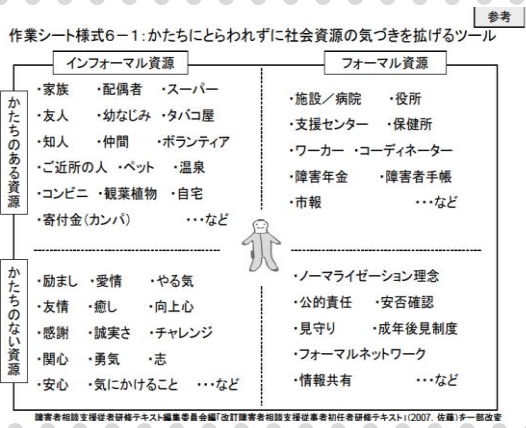 参考
作業シート様式6-1:かたちにとらわれずに社会資源の気づきを拡げるツール
インフォーマル資源
フォーマル資源
かたちのある資源
・家族 ・配偶者 ・スーパー
・友人 ・幼なじみ ・タバコ屋
・知人 ・仲間 ・ボランティア
・ご近所の人 ・ペット ・温泉
・コンビニ ・観葉植物 ・自宅
・寄付金(カンパ) ・・・など
・施設/病院 ・役所
・支援センター ・保健所
・ワーカー ・コーディネーター
・障害年金 ・障害者手帳
・市報 ・・・など
かたちのない資源
・励まし ・愛情 ・やる気
・友情 ・癒し ・向上心
・感謝 ・誠実さ ・チャレンジ
・関心 ・勇気 ・志
・安心 ・気にかけること ・・・など
・ノーマライゼーション理念
・公的責任 ・安否確認
・見守り ・成年後見制度
・フォーマルネットワーク
・情報共有 ・・・など
障害者相談支援従者研修テキスト編集委員会編「改訂障害者相談支援従事者初任者研修テキスト」(2007、佐藤)を一部改変